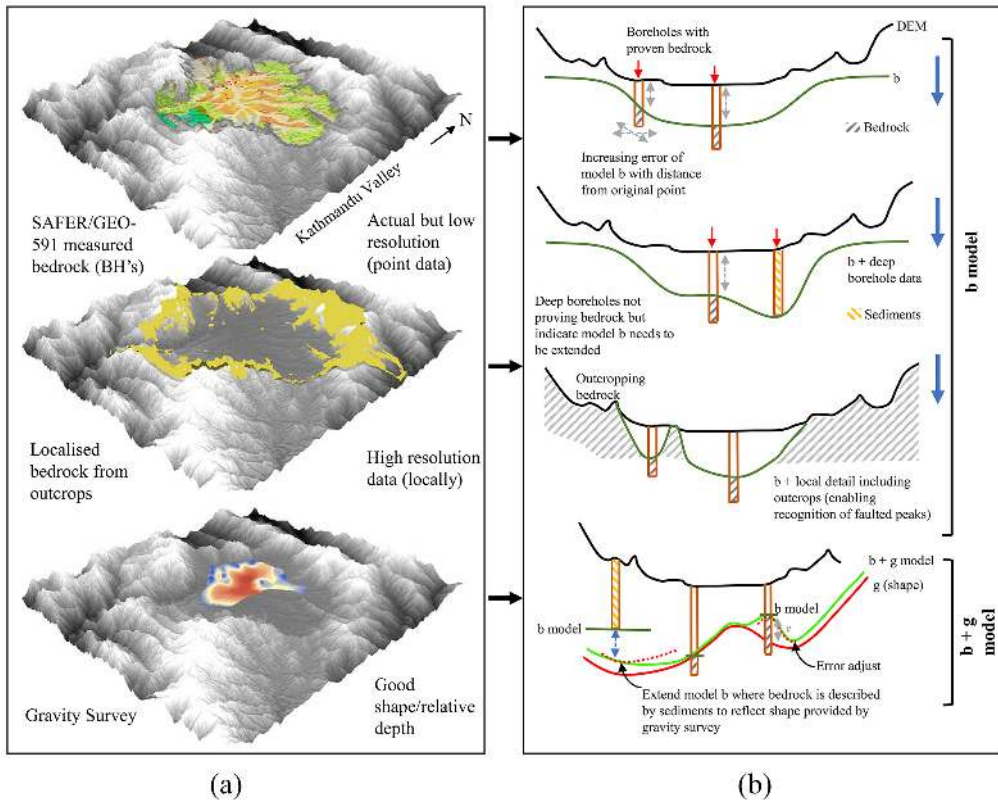 N
Kathmandu Valley
SAFER/GEO-
591 measured
bedrock (BH's)
Actual but low
resolution
(point data)
Localised
bedrock from
outcrops
High resolution
data (locally)
Gravity Survey
Good
shape/relative
depth
(a)
Boreholes with
proven bedrock
DEM
b
Bedrock
Increasing error of
model b with distance
from original point
b + deep
borehole data
Deep boreholes not
proving bedrock but
indicate model b needs to
be extended
Sediments
Outcropping
bedrock
b + local detail including
outcrops (enabling
recognition of faulted peaks)
b model
b + g model
g (shape)
b model
b model
e
Error adjust
Extend model b where bedrock is described
by sediments to reflect shape provided by
gravity survey
b + g
model
(b)